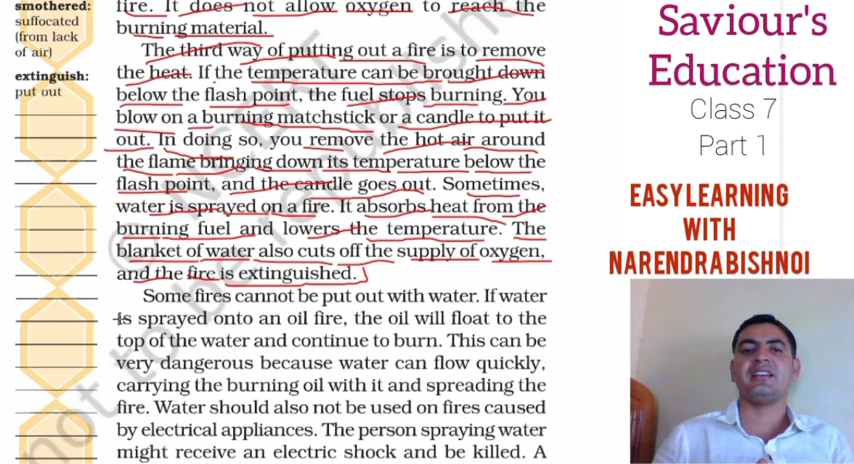 smothered:
suffocated
(from lack
of air)
extinguish:
put out
fire. It does not allow oxygen to reach the
burning material.
The third way of putting out a fire is to remove
the heat. If the temperature can be brought down
below the flash point, the fuel stops burning. You
blow on a burning matchstick or a candle to put it
out. In doing so, you remove the hot air around
the flame bringing down its temperature below the
flash point, and the candle goes out. Sometimes,
water is sprayed on a fire. It absorbs heat from the
burning fuel and lowers the temperature. The
blanket of water also cuts off the supply of oxygen,
and the fire is extinguished.
Some fires cannot be put out with water. If water
is sprayed onto an oil fire, the oil will float to the
top of the water and continue to burn. This can be
very dangerous because water can flow quickly,
carrying the burning oil with it and spreading the
fire. Water should also not be used on fires caused
by electrical appliances. The person spraying water
might receive an electric shock and be killed. A
© NCERT
not to be republished
Saviour's
Education
Class 7
Part 1
EASY LEARNING
WITH
NARENDRA BISHNOI